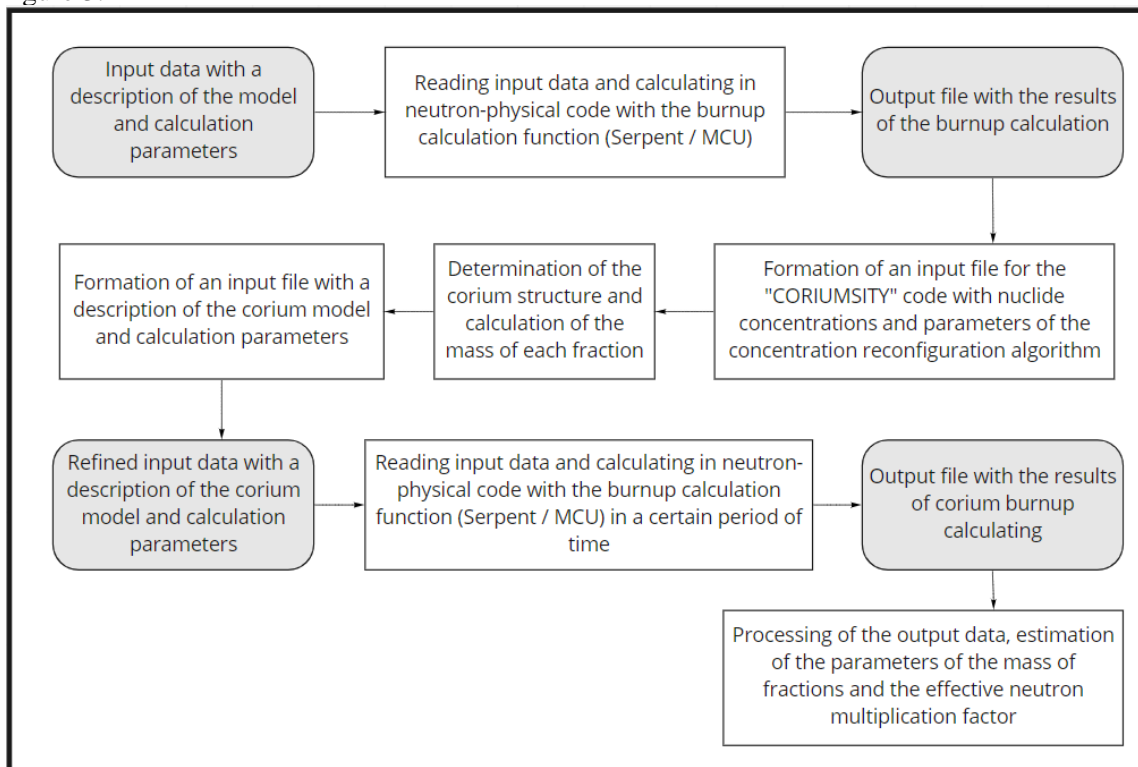 Input data with a
description of the model
and calculation
parameters
Reading input data and calculating in
neutron-physical code with the burnup
calculation function (Serpent / MCU)
Output file with the results
of the burnup calculation
Formation of an input file with a
description of the corium model
and calculation parameters
Determination of the
corium structure and
calculation of the
mass of each fraction
Formation of an input file for the
"CORIUMSITY" code with nuclide
concentrations and parameters of the
concentration reconfiguration algorithm
Refined input data with a
description of the corium
model and calculation
parameters
Reading input data and calculating in neutron-
physical code with the burnup calculation
function (Serpent / MCU) in a certain period of
time
Output file with the results
of corium burnup
calculating
Processing of the output data, estimation
of the parameters of the mass of
fractions and the effective neutron
multiplication factor